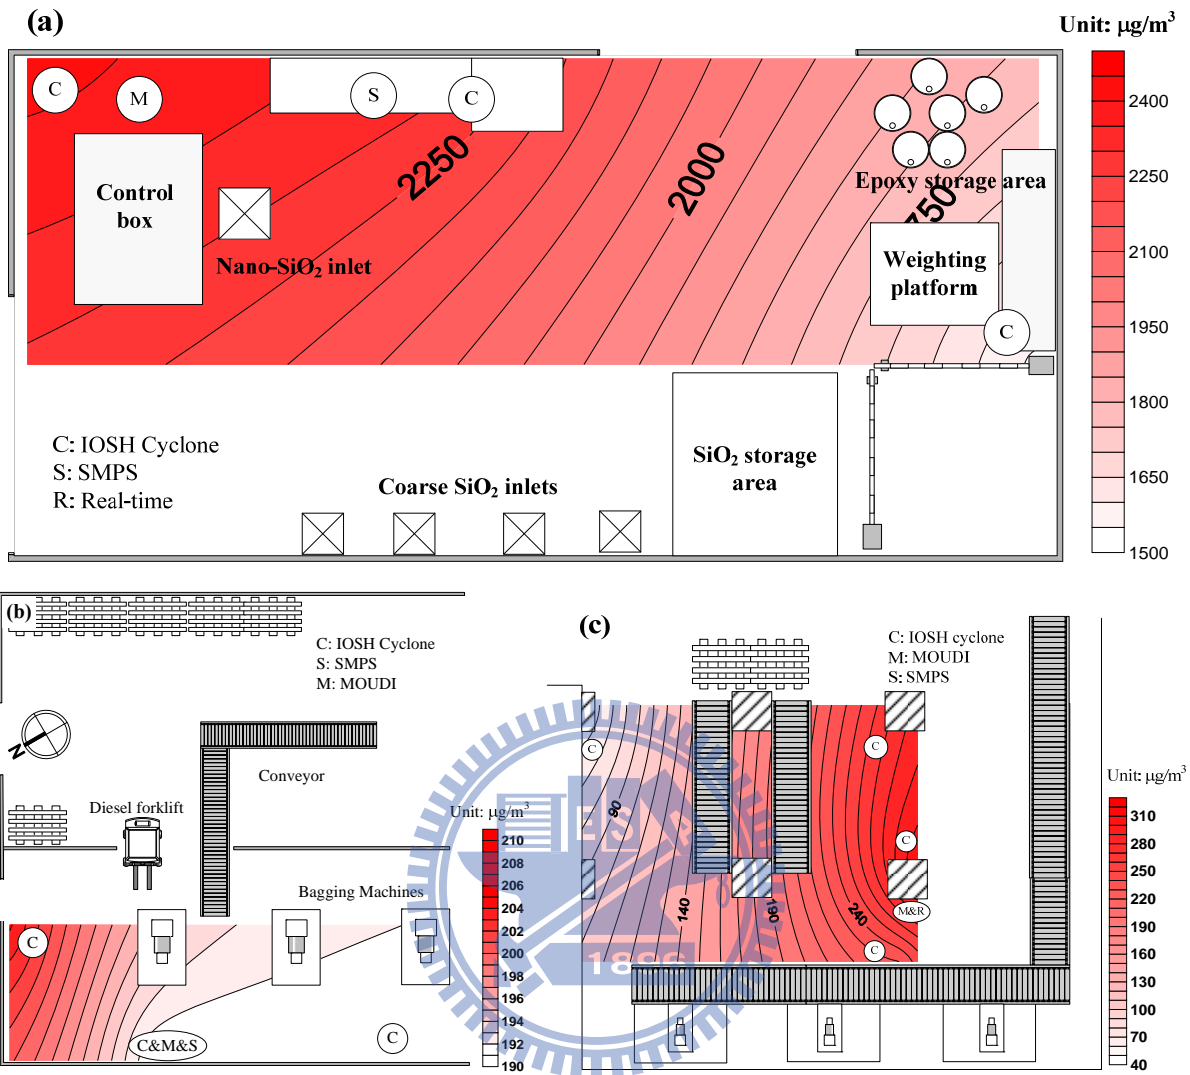 (a)
Unit: µg/m³
C
M
S
C
2400
2250
2250
2100
2000
1950
1800
1650
1500
Control
box
Nano-SiO₂ inlet
Epoxy storage area
750
Weighting
platform
C
C: IOSH Cyclone
S: SMPS
R: Real-time
Coarse SiO₂ inlets
SiO₂ storage
area
(b)
C: IOSH Cyclone
S: SMPS
M: MOUDI
N
Conveyor
Diesel forklift
Bagging Machines
C
C&M&S
C
Unit: µg/m³
210
208
206
204
202
200
198
196
194
192
190
(c)
C: IOSH cyclone
M: MOUDI
S: SMPS
C
C
C
M&R
C
90
140
190
240
ESA
1896
Unit: µg/m³
310
280
250
220
190
160
130
100
70
40